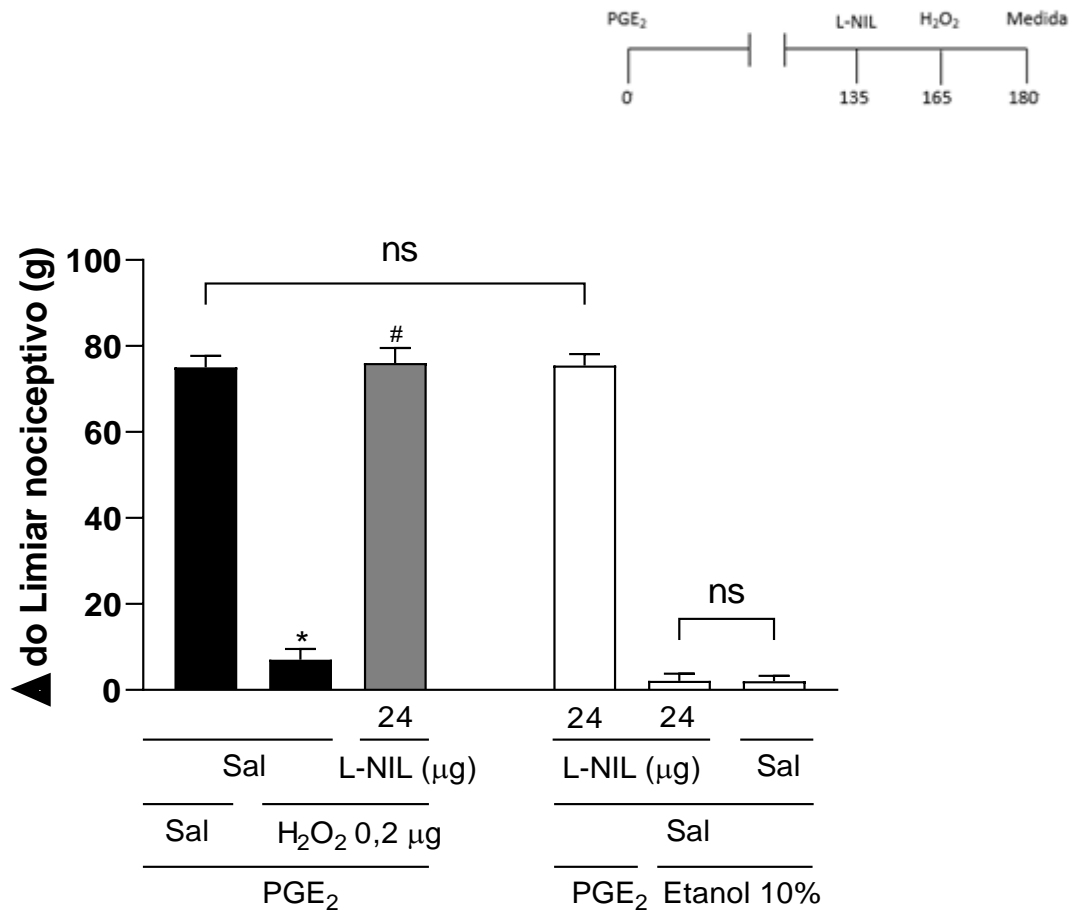 PGE₂ L-NIL H₂O₂ Medida
0 135 165 180
ns
100
# 
80
60
40
ns
20
*
0
▲ do Limiar nociceptivo (g)
24 24 24
Sal L-NIL (μg) L-NIL (μg) Sal
Sal H₂O₂ 0,2 μg Sal
PGE₂ PGE₂ Etanol 10%